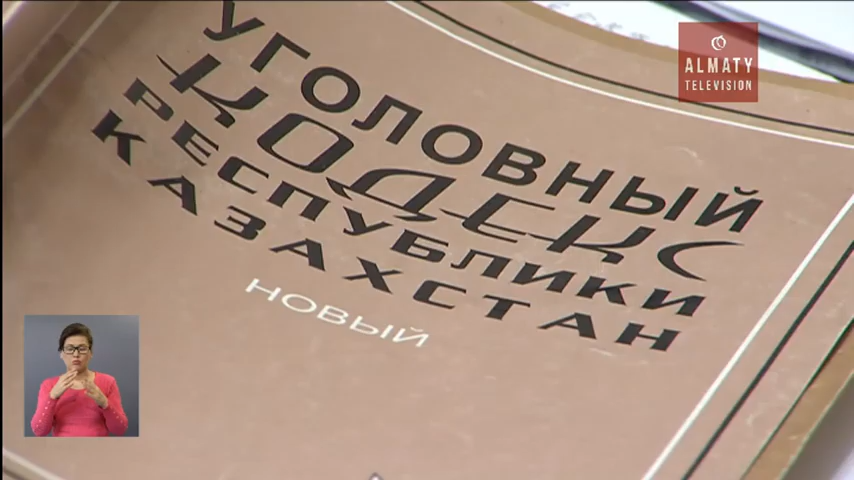 УГОЛОВНЫЙ
КОДЕКС
РЕСПУБЛИКИ
КАЗАХСТАН
НОВЫЙ
ALMATY
TELEVISION